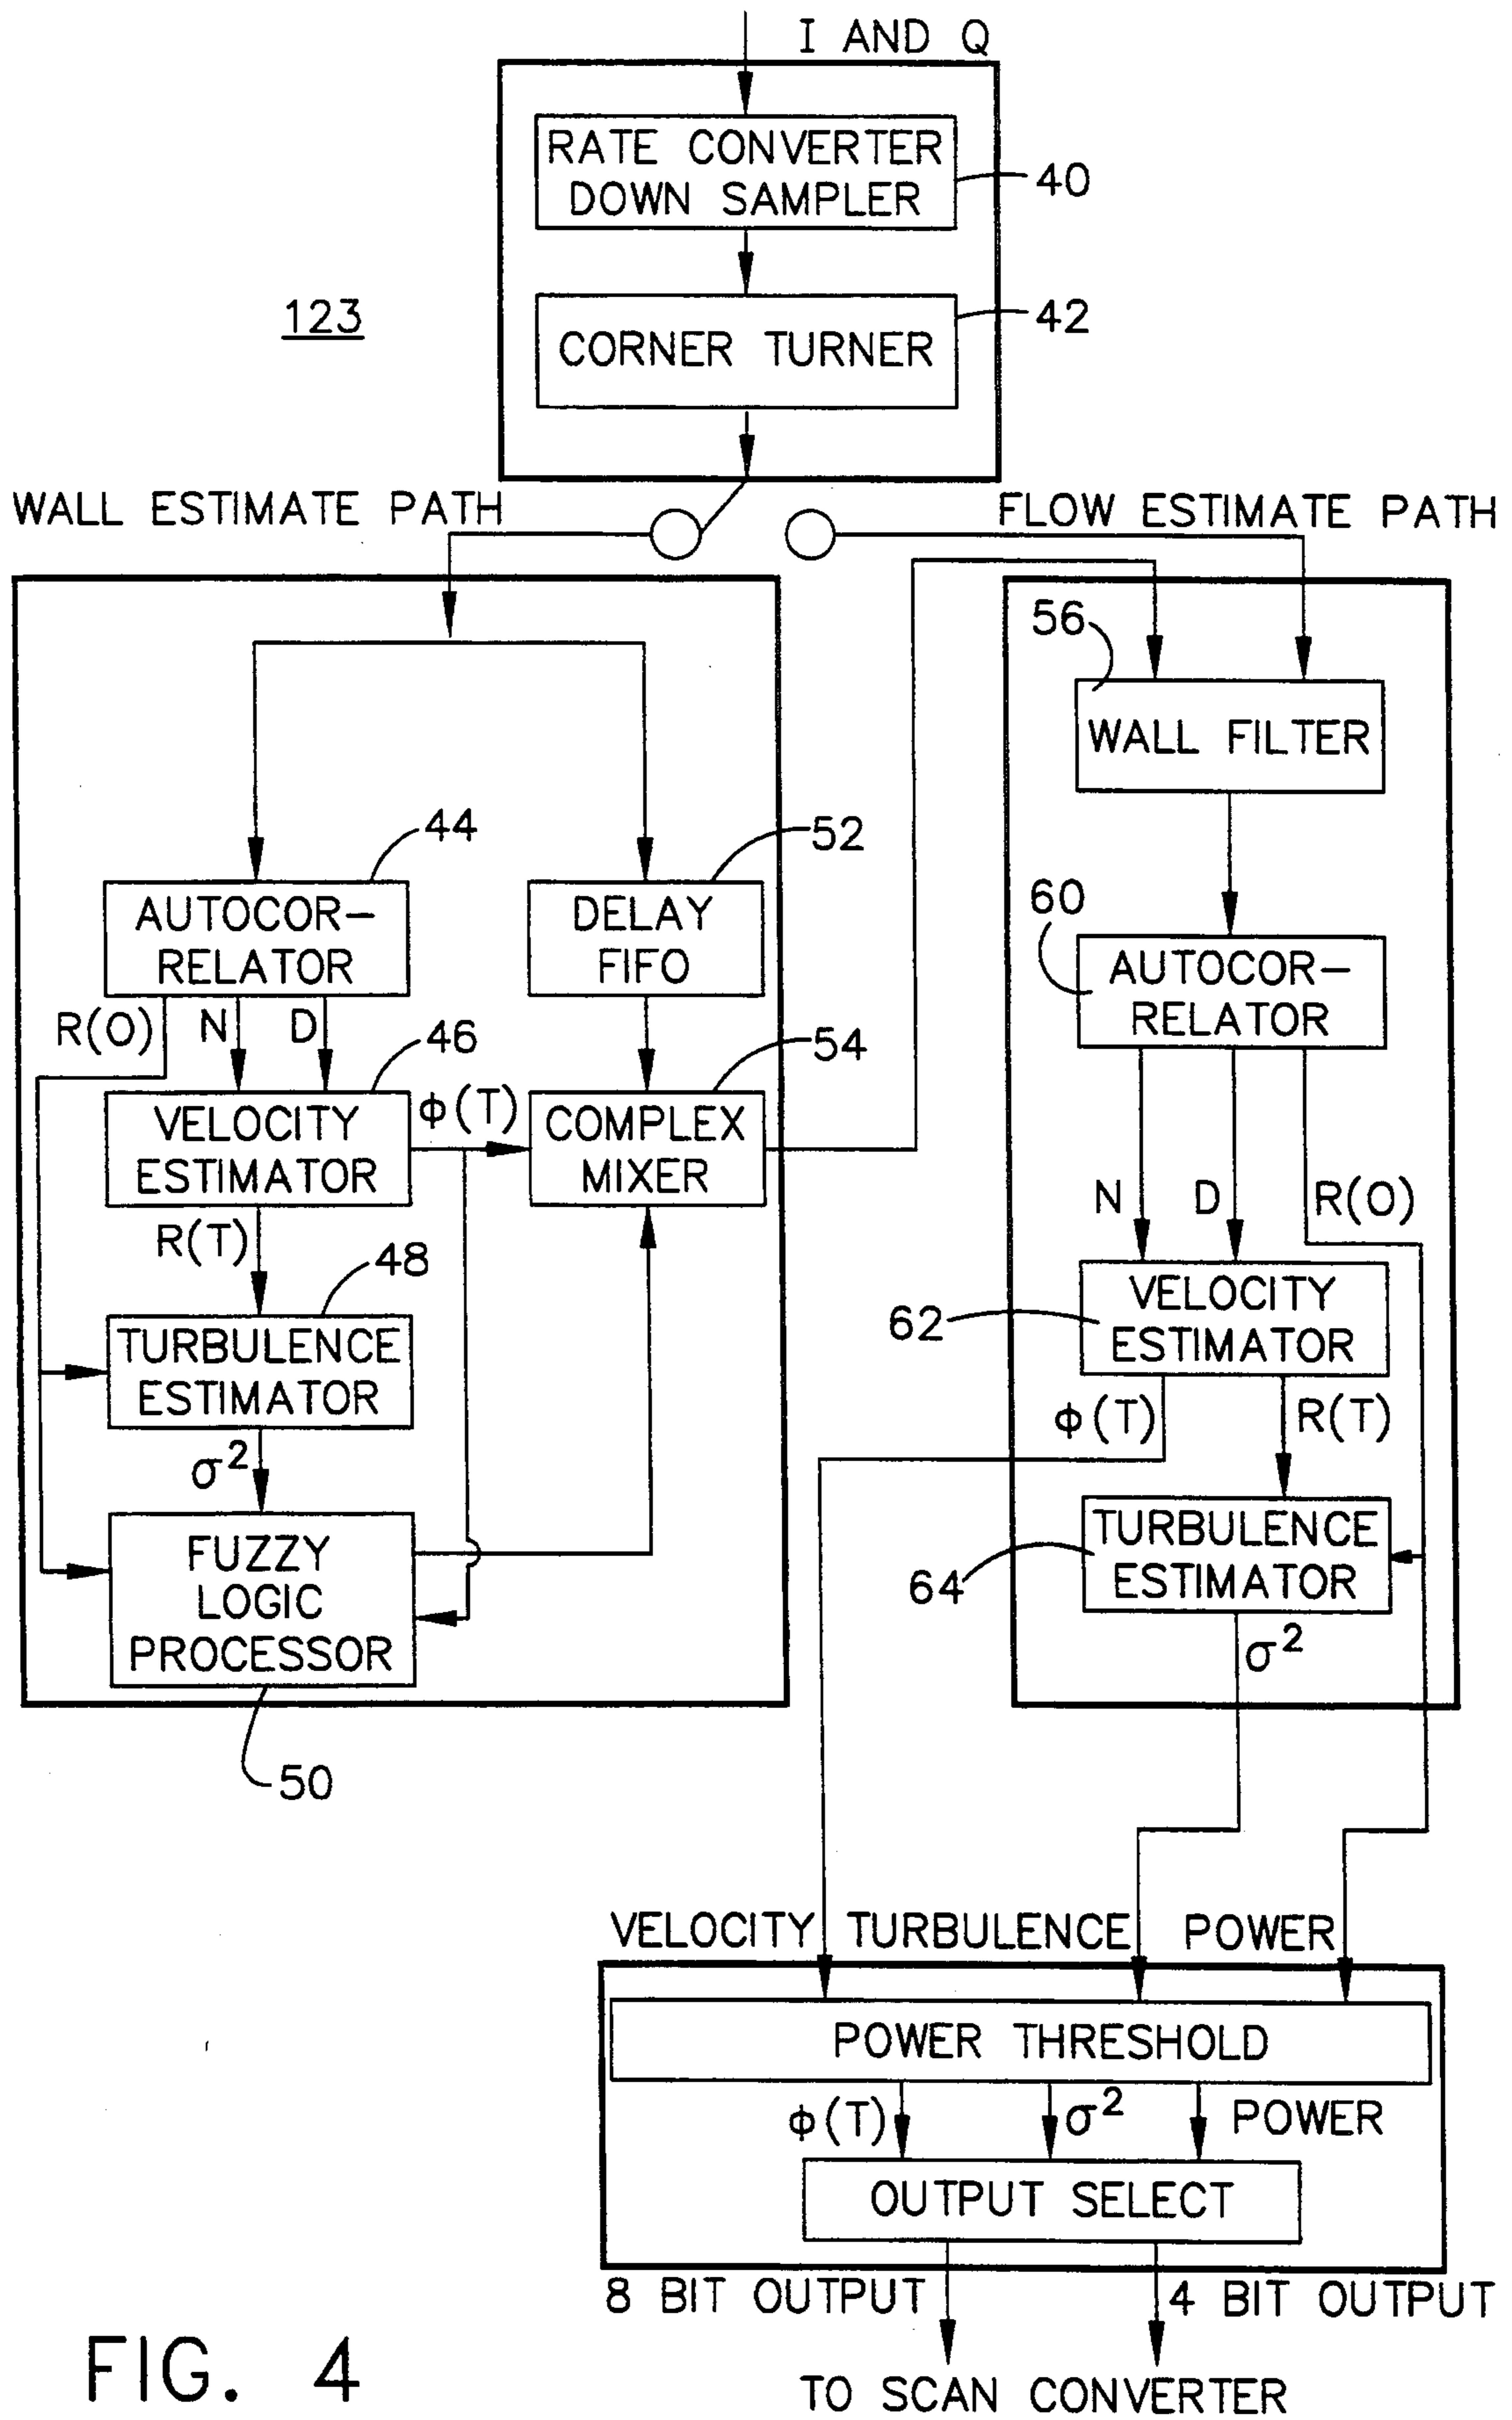 I AND Q
RATE CONVERTER
DOWN SAMPLER
40
123
CORNER TURNER
42
WALL ESTIMATE PATH
FLOW ESTIMATE PATH
56
WALL FILTER
44
52
AUTOCOR-
RELATOR
DELAY
FIFO
60
AUTOCOR-
RELATOR
R(O)
N
D
46
54
VELOCITY
ESTIMATOR
ϕ(T)
COMPLEX
MIXER
N
D
R(O)
R(T)
48
VELOCITY
ESTIMATOR
62
TURBULENCE
ESTIMATOR
ϕ(T)
R(T)
σ²
FUZZY
LOGIC
PROCESSOR
TURBULENCE
ESTIMATOR
64
σ²
50
VELOCITY
TURBULENCE
POWER
POWER THRESHOLD
ϕ(T)
σ²
POWER
OUTPUT SELECT
8 BIT OUTPUT
4 BIT OUTPUT
TO SCAN CONVERTER
FIG. 4